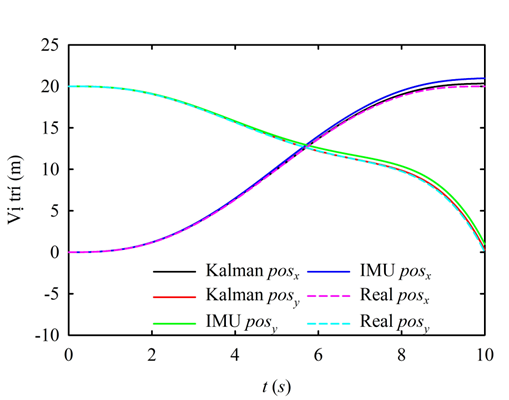 25
20
15
10
5
0
-5
-10
Vị trí (m)
Kalman posx IMU posx
Kalman posy Real posx
IMU posy Real posy
0 2 4 6 8 10
t (s)